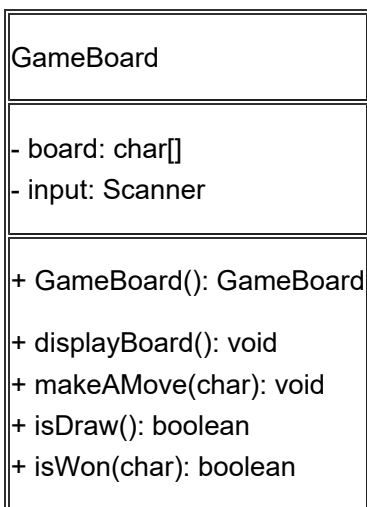 GameBoard
- board: char[]
- input: Scanner
+ GameBoard(): GameBoard
+ displayBoard(): void
+ makeAMove(char): void
+ isDraw(): boolean
+ isWon(char): boolean